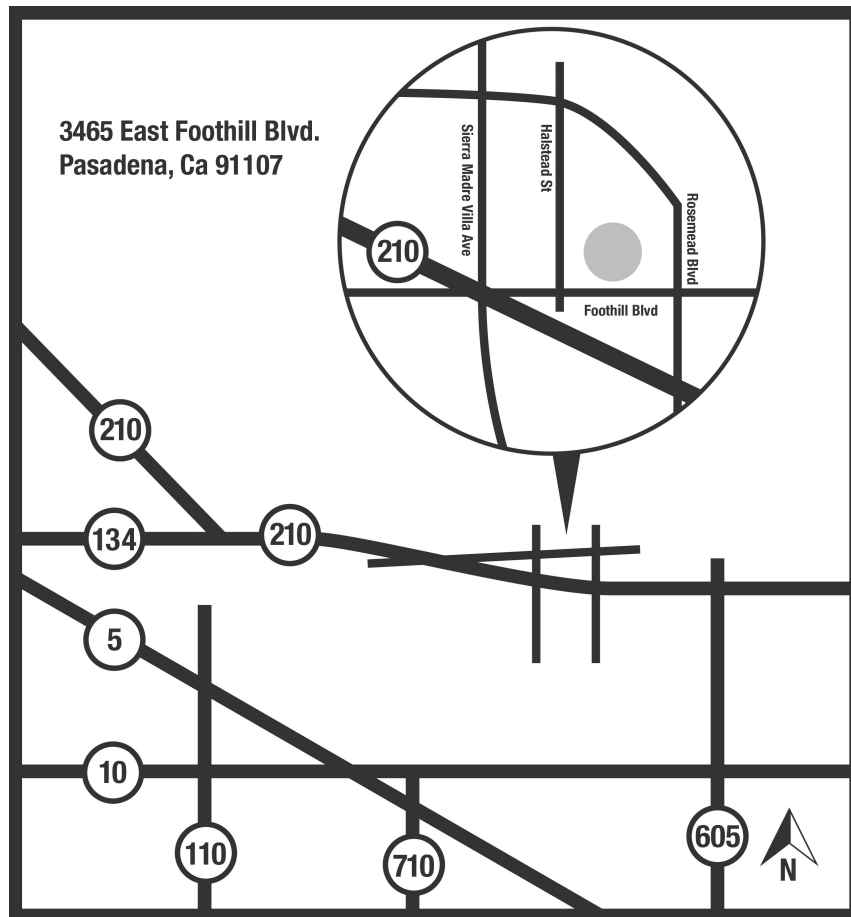 3465 East Foothill Blvd.
Pasadena, Ca 91107
Sierra Madre Villa Ave
Halstead St
Rosemead Blvd
210
Foothill Blvd
210
134
210
5
10
110
710
605
N